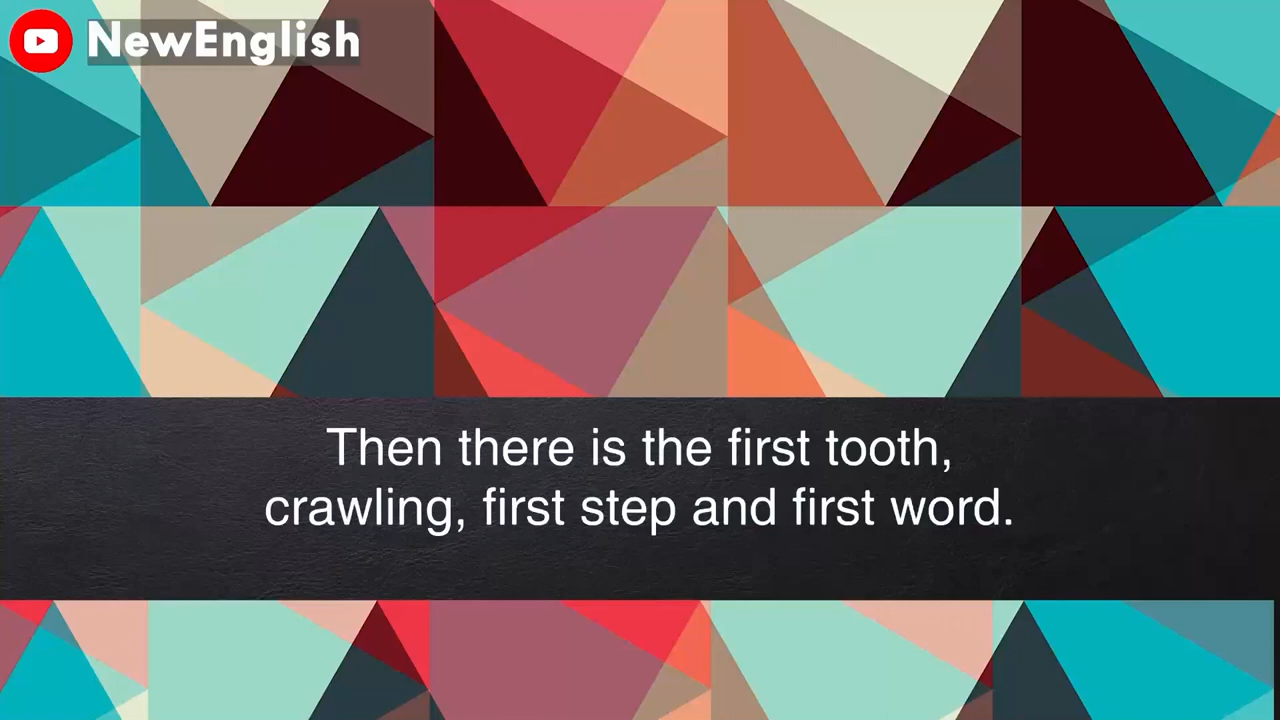 NewEnglish
Then there is the first tooth,
crawling, first step and first word.